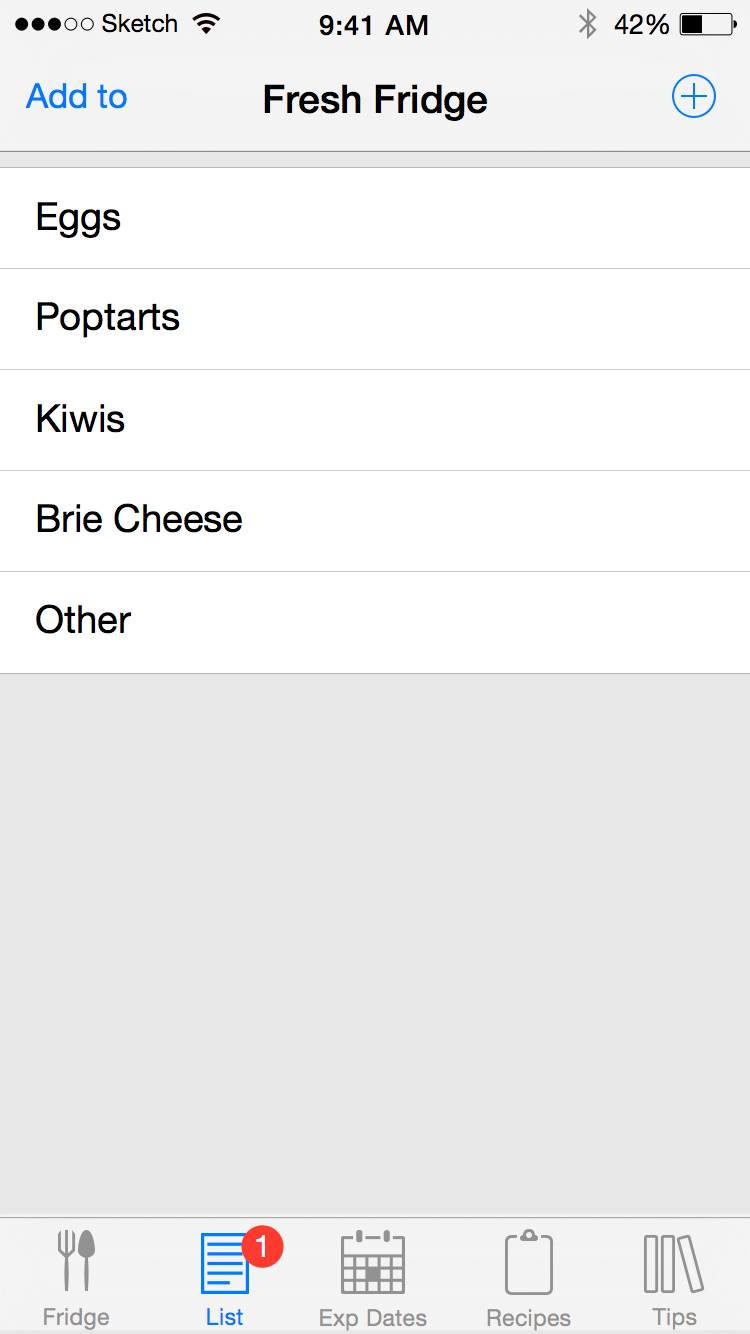 Sketch 9:41 AM 42%
Add to Fresh Fridge
Eggs
Poptarts
Kiwis
Brie Cheese
Other
1
Fridge List Exp Dates Recipes Tips